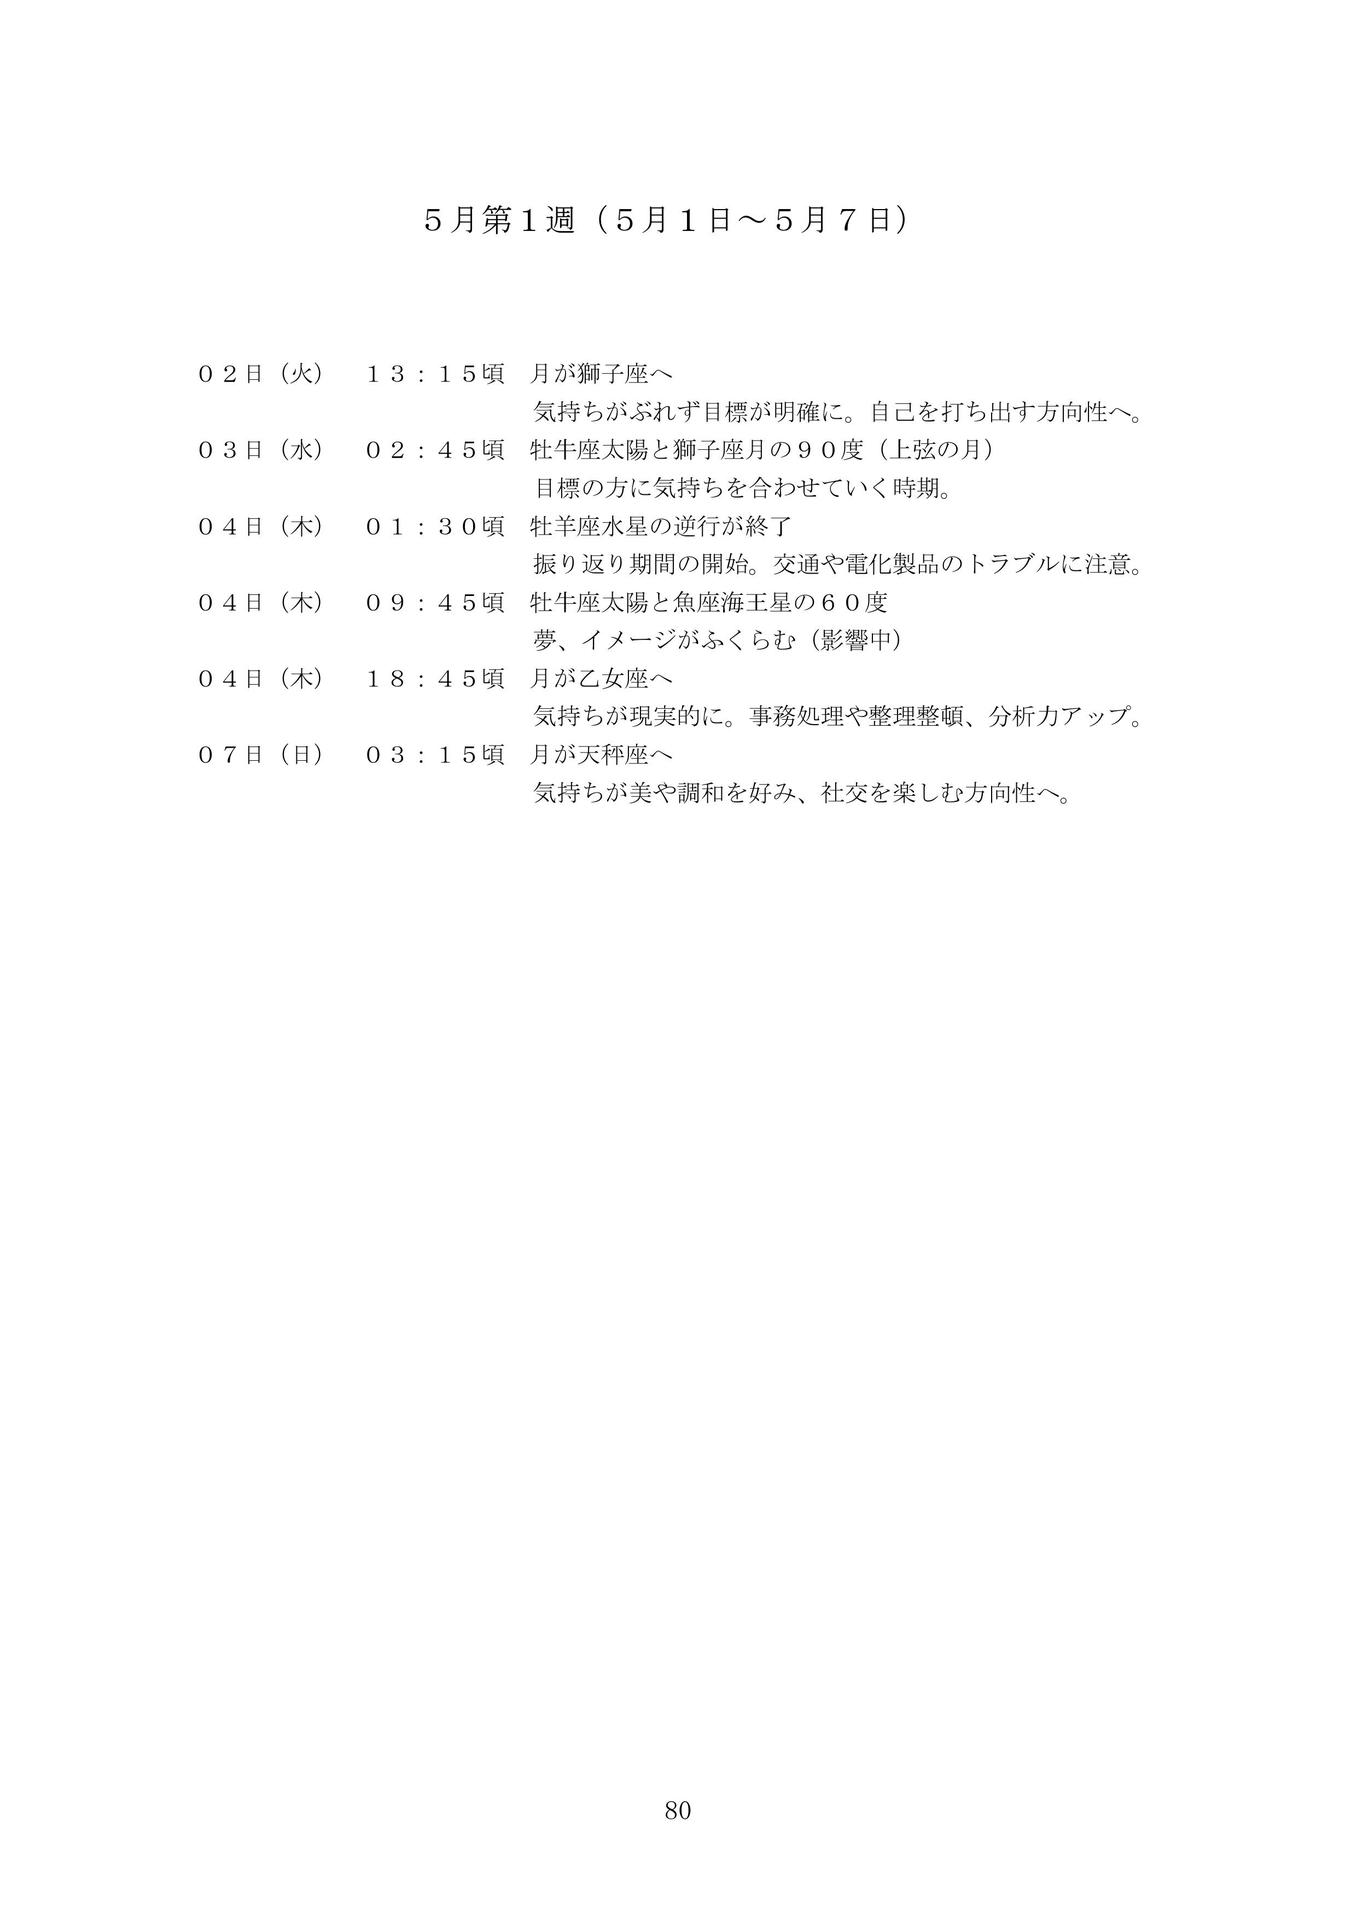 ５月第１週（５月１日～５月７日）
０２日（火）　１３：１５頃　月が獅子座へ
気持ちがぶれず目標が明確に。自己を打ち出す方向性へ。
０３日（水）　０２：４５頃　牡牛座太陽と獅子座月の９０度（上弦の月）
目標の方に気持ちを合わせていく時期。
０４日（木）　０１：３０頃　牡羊座水星の逆行が終了
振り返り期間の開始。交通や電化製品のトラブルに注意。
０４日（木）　０９：４５頃　牡牛座太陽と魚座海王星の６０度
夢、イメージがふくらむ（影響中）
０４日（木）　１８：４５頃　月が乙女座へ
気持ちが現実的に。事務処理や整理整頓、分析力アップ。
０７日（日）　０３：１５頃　月が天秤座へ
気持ちが美や調和を好み、社交を楽しむ方向性へ。
80